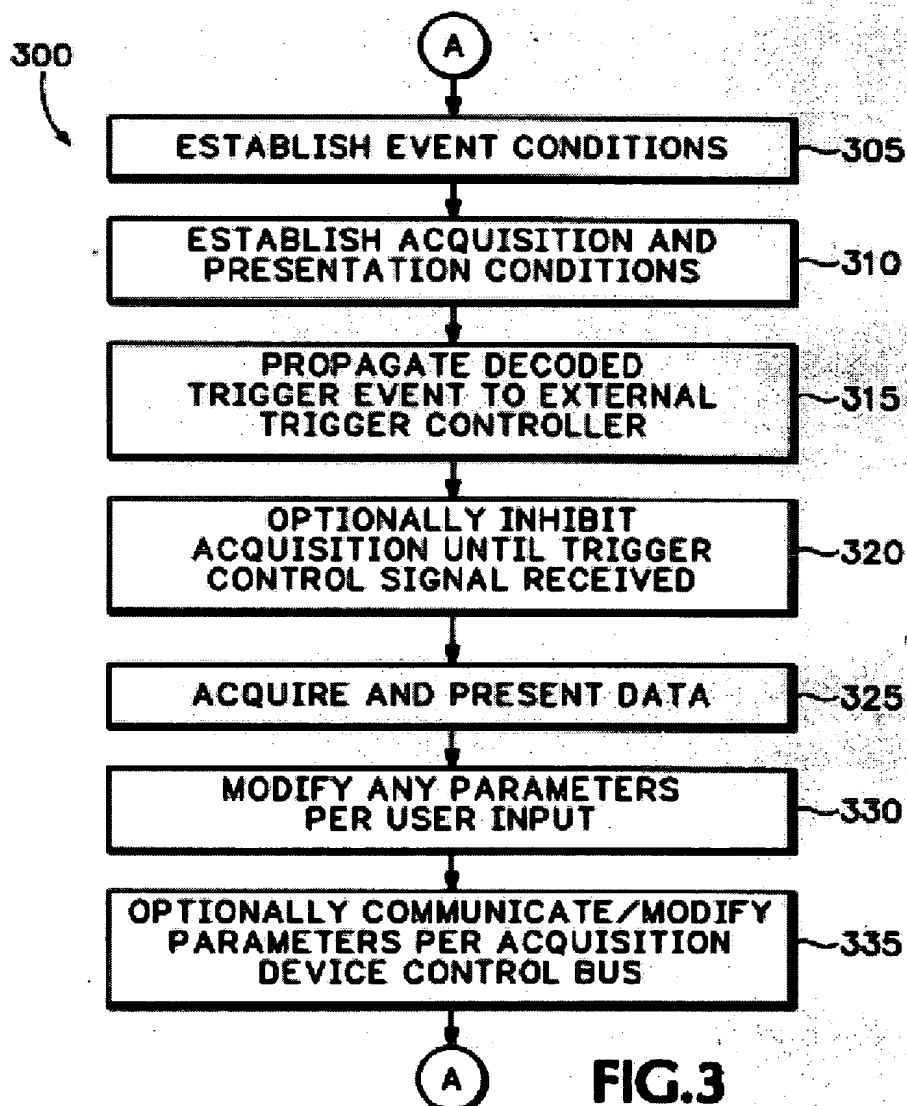 300
A
ESTABLISH EVENT CONDITIONS
305
ESTABLISH ACQUISITION AND
PRESENTATION CONDITIONS
310
PROPAGATE DECODED
TRIGGER EVENT TO EXTERNAL
TRIGGER CONTROLLER
315
OPTIONALLY INHIBIT
ACQUISITION UNTIL TRIGGER
CONTROL SIGNAL RECEIVED
320
ACQUIRE AND PRESENT DATA
325
MODIFY ANY PARAMETERS
PER USER INPUT
330
OPTIONALLY COMMUNICATE/MODIFY
PARAMETERS PER ACQUISITION
DEVICE CONTROL BUS
335
A
FIG.3